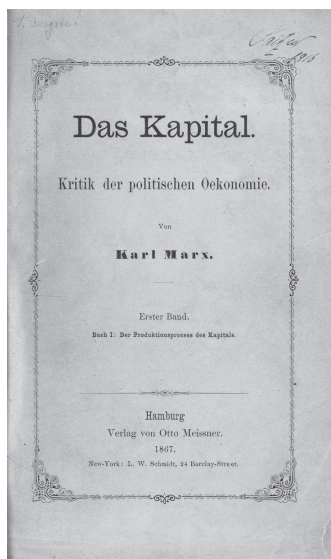 Das Kapital.
Kritik der politischen Oekonomie.
Von
Karl Marx.
Erster Band.
Buch I: Der Produktionsprocess des Kapitals.
Hamburg
Verlag von Otto Meissner.
1867.
New-York: L. W. Schmidt, 24 Barclay-Street.